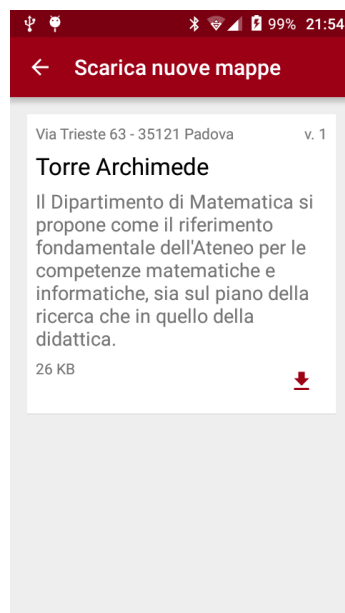 99% 21:54
Scarica nuove mappe
Via Trieste 63 - 35121 Padova v. 1
Torre Archimede
Il Dipartimento di Matematica si
propone come il riferimento
fondamentale dell'Ateneo per le
competenze matematiche e
informatiche, sia sul piano della
ricerca che in quello della
didattica.
26 KB